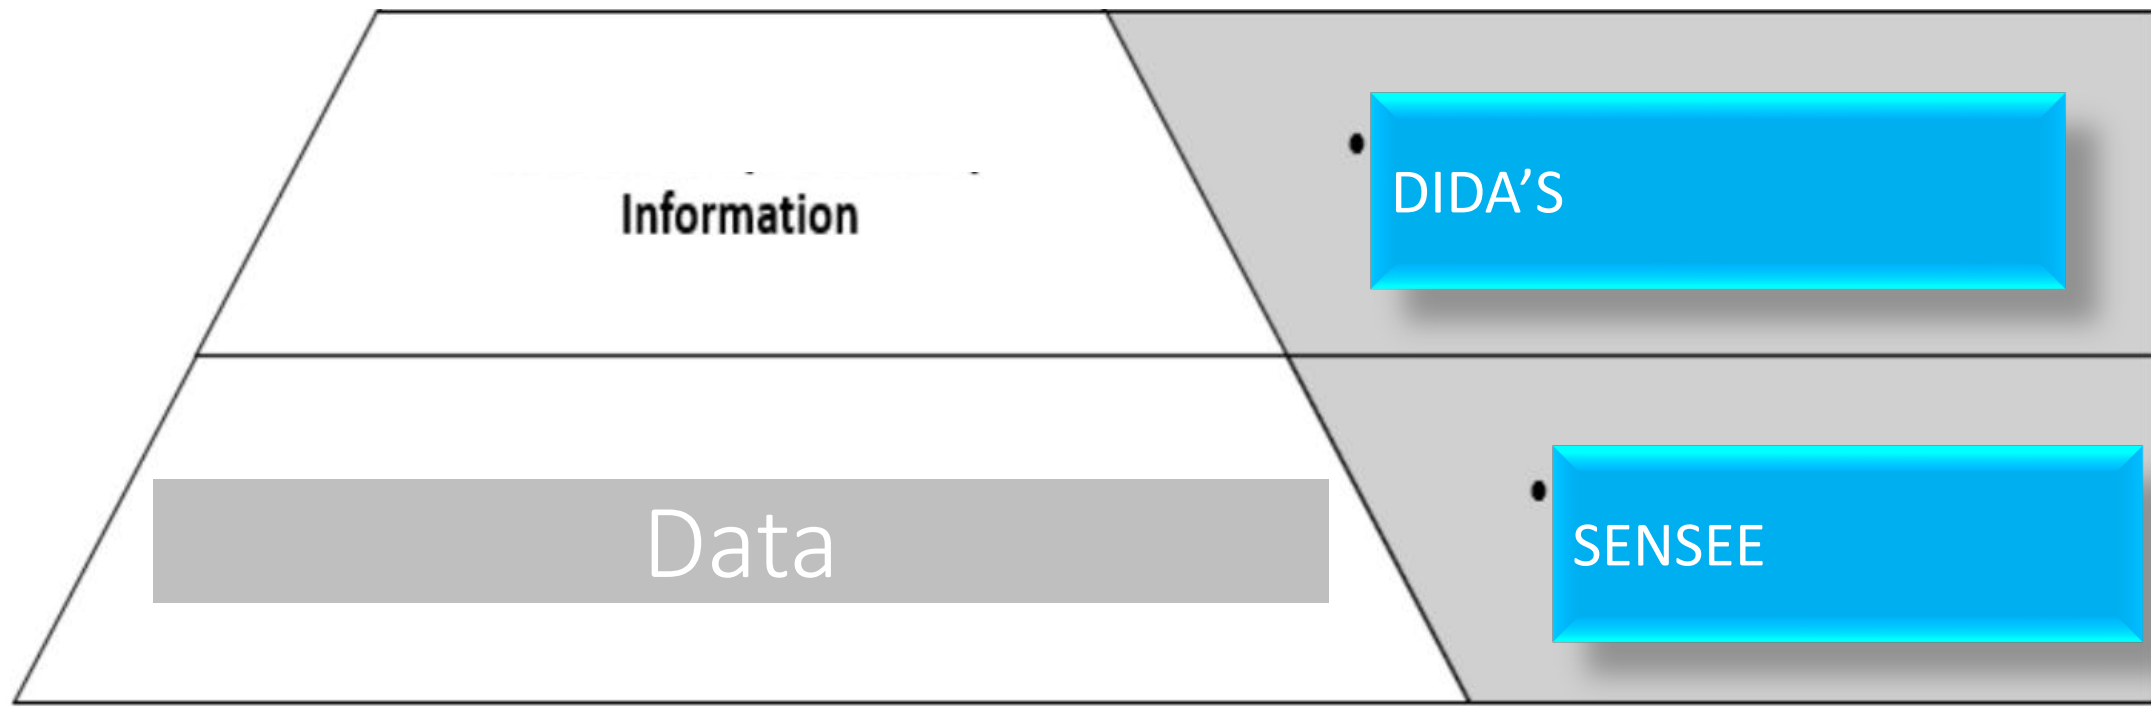 Information
• DIDA’S
Data
• SENSEE